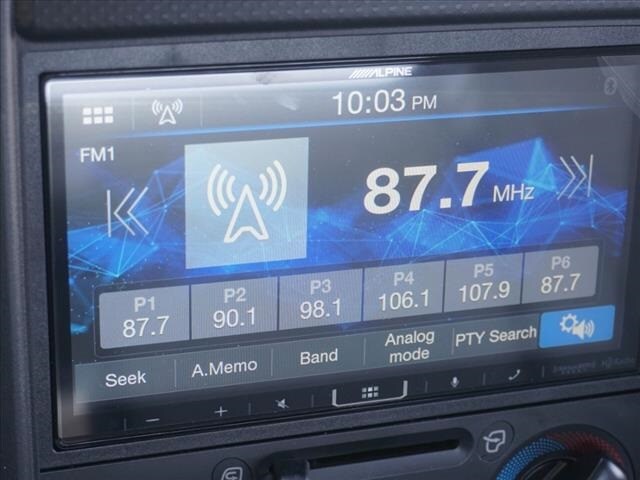 ALPINE
10:03 PM
FM1
87.7 MHz
P1 P2 P3 P4 P5 P6
87.7 90.1 98.1 106.1 107.9 87.7
Seek A.Memo Band Analog mode PTY Search